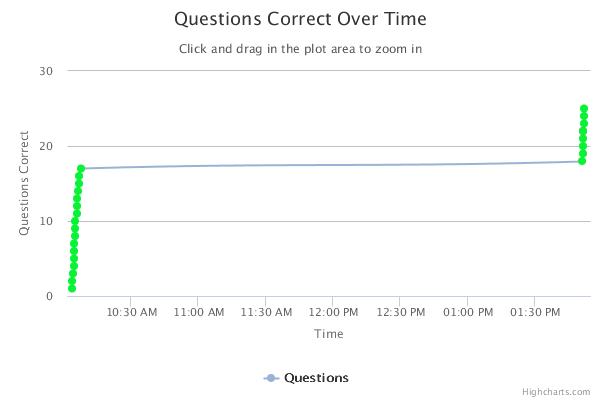 Questions Correct Over Time
Click and drag in the plot area to zoom in
Questions Correct
30
20
10
0
10:30 AM 11:00 AM 11:30 AM 12:00 PM 12:30 PM 01:00 PM 01:30 PM
Time
Questions
Highcharts.com